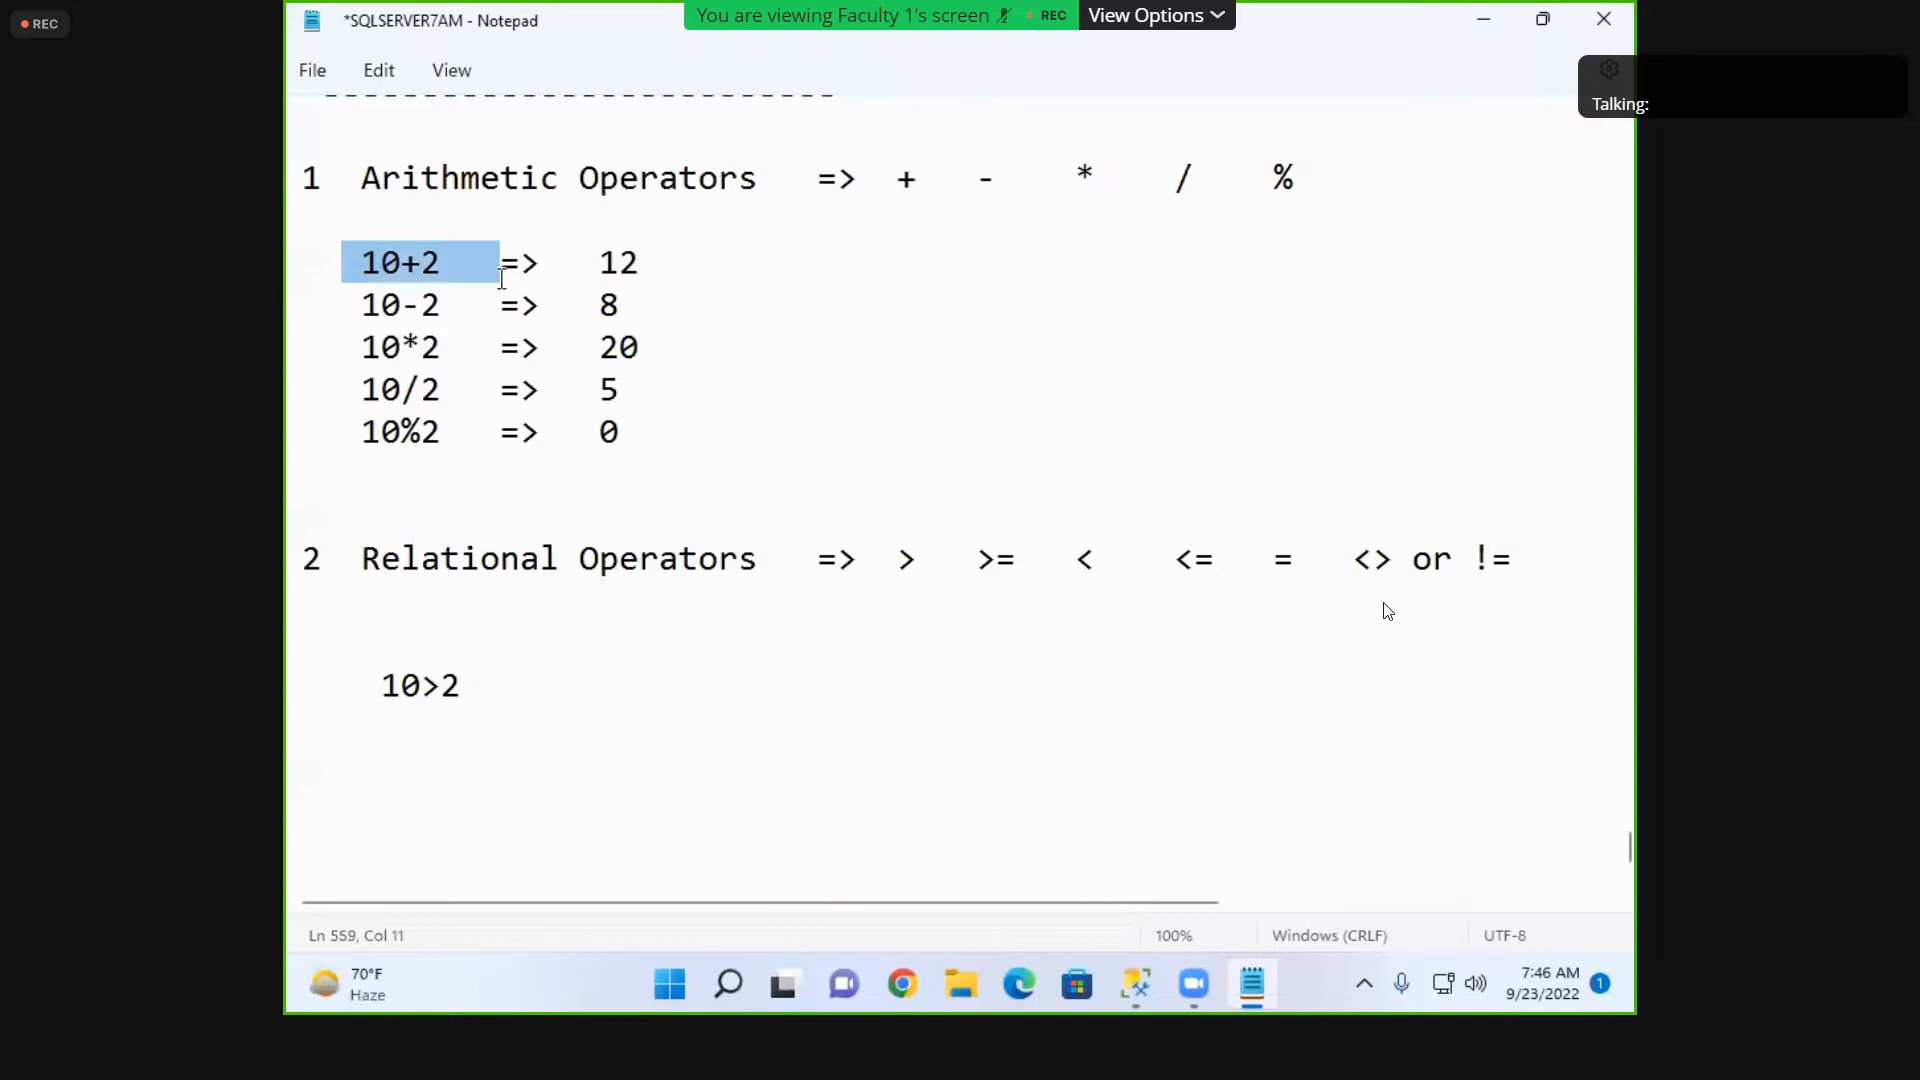 REC
*SQLSERVER7AM - Notepad
You are viewing Faculty 1's screen REC View Options
File Edit View
Talking:
--------------------------
1 Arithmetic Operators => + - * / %
10+2 => 12
10-2 => 8
10*2 => 20
10/2 => 5
10%2 => 0
2 Relational Operators => > >= < <= = <> or !=
10>2
Ln 559, Col 11 100% Windows (CRLF) UTF-8
70°F
Haze
7:46 AM
9/23/2022
1